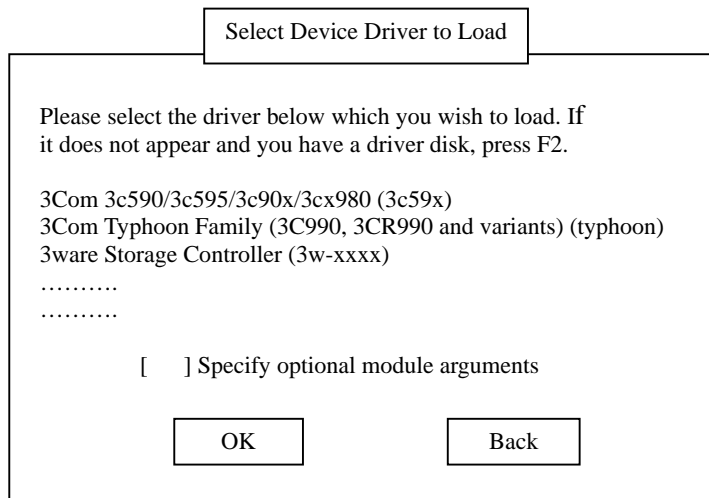 Select Device Driver to Load
Please select the driver below which you wish to load. If
it does not appear and you have a driver disk, press F2.
3Com 3c590/3c595/3c90x/3cx980 (3c59x)
3Com Typhoon Family (3C990, 3CR990 and variants) (typhoon)
3ware Storage Controller (3w-xxxx)
……….
……….
[    ] Specify optional module arguments
OK Back